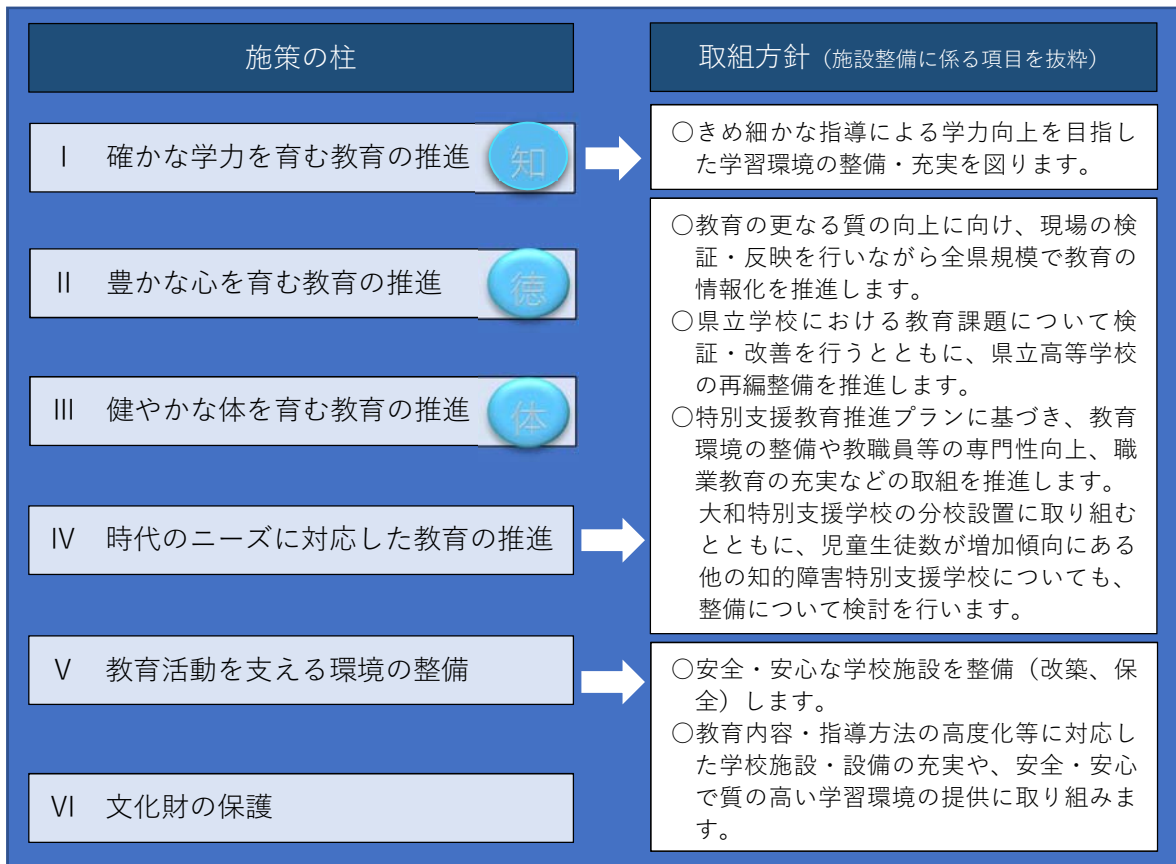 施策の柱
取組方針（施設整備に係る項目を抜粋）
Ⅰ 確かな学力を育む教育の推進 知
○きめ細かな指導による学力向上を目指し
た学習環境の整備・充実を図ります。
Ⅱ 豊かな心を育む教育の推進 徳
Ⅲ 健やかな体を育む教育の推進 体
Ⅳ 時代のニーズに対応した教育の推進
○教育の更なる質の向上に向け、現場の検
証・反映を行いながら全県規模で教育の
情報化を推進します。
○県立学校における教育課題について検
証・改善を行うとともに、県立高等学校
の再編整備を推進します。
○特別支援教育推進プランに基づき、教育
環境の整備や教職員等の専門性向上、職
業教育の充実などの取組を推進します。
大和特別支援学校の分校設置に取り組む
とともに、児童生徒数が増加傾向にある
他の知的障害特別支援学校についても、
整備について検討を行います。
Ⅴ 教育活動を支える環境の整備
○安全・安心な学校施設を整備（改築、保
全）します。
○教育内容・指導方法の高度化等に対応し
た学校施設・設備の充実や、安全・安心
で質の高い学習環境の提供に取り組みま
す。
Ⅵ 文化財の保護